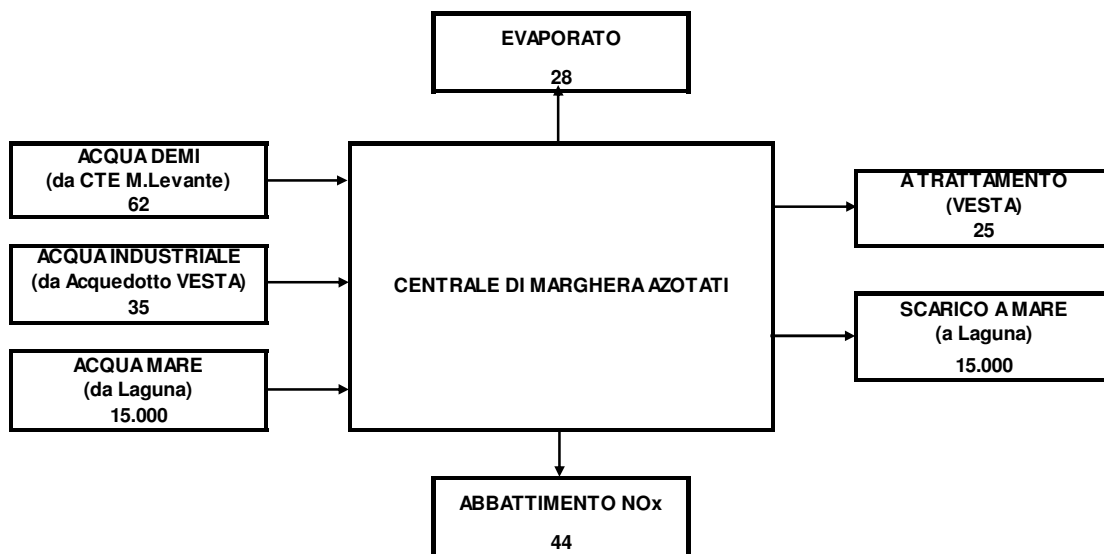 EVAPORATO
28
ACQUA DEMI
(da CTE M.Levante)
62
ACQUA INDUSTRIALE
(da Acquedotto VESTA)
35
ACQUA MARE
(da Laguna)
15.000
CENTRALE DI MARGHERA AZOTATI
A TRATTAMENTO
(VESTA)
25
SCARICO A MARE
(a Laguna)
15.000
ABBATTIMENTO NOx
44